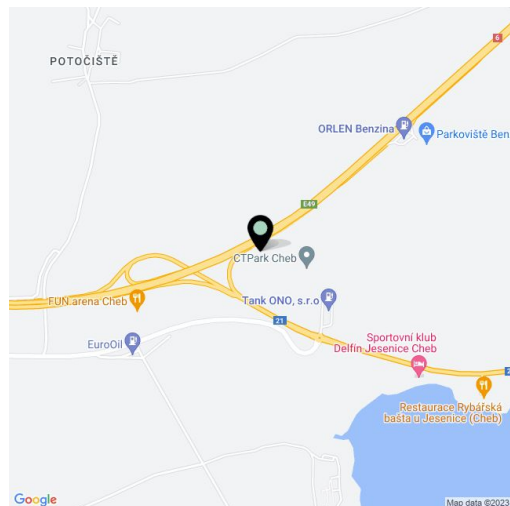 POTOČIŠTĚ
6
ORLEN Benzina
Parkoviště Ben
E49
CTPark Cheb
FUN arena Cheb
Tank ONO, s.r.o
21
EuroOil
Sportovní klub
Delfín Jesenice Cheb
2
Restaurace Rybářská
bašta u Jesenice (Cheb)
Google
Map data ©2023